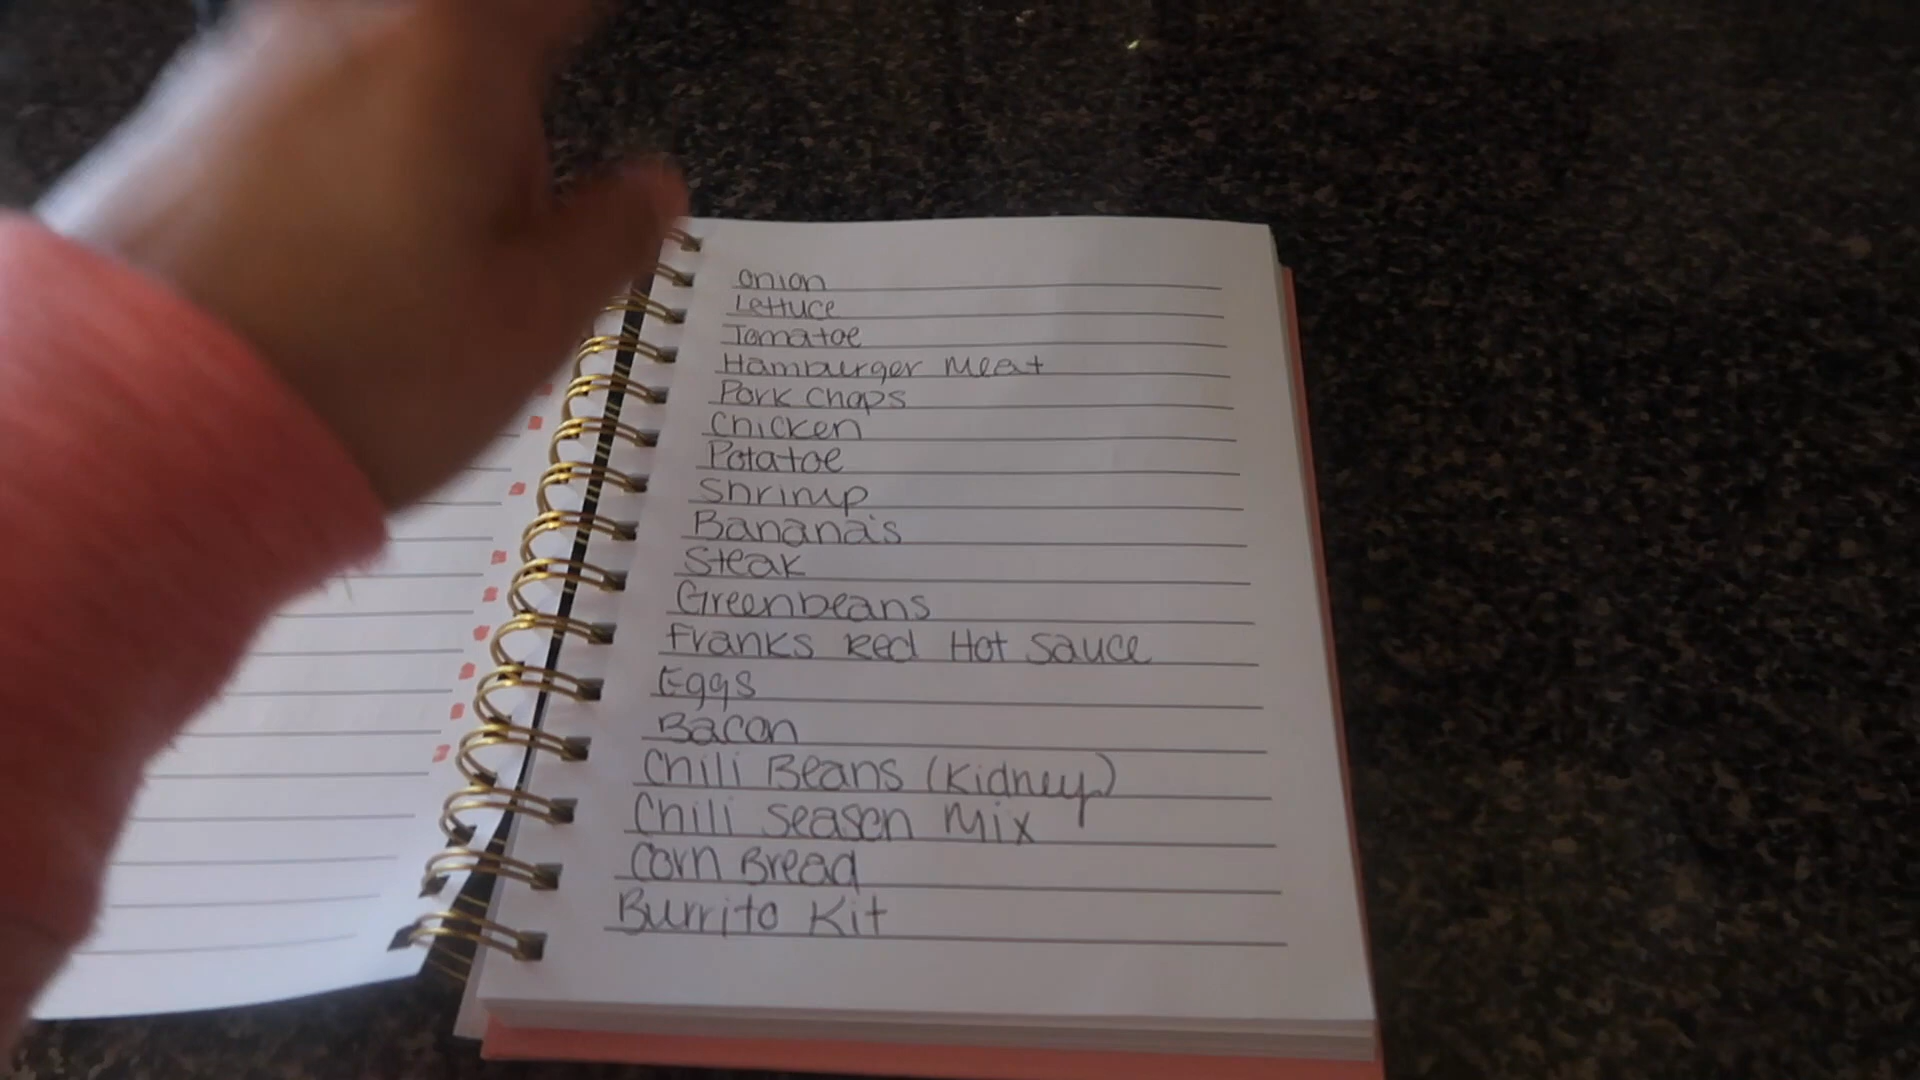 onion
Lettuce
Tomatoe
Hamburger Meat
Pork Chops
Chicken
Potatoe
Shrimp
Banana's
Steak
Greenbeans
Franks Red Hot Sauce
Eggs
Bacon
Chili Beans (Kidney)
Chili Season Mix
Corn Bread
Burrito Kit